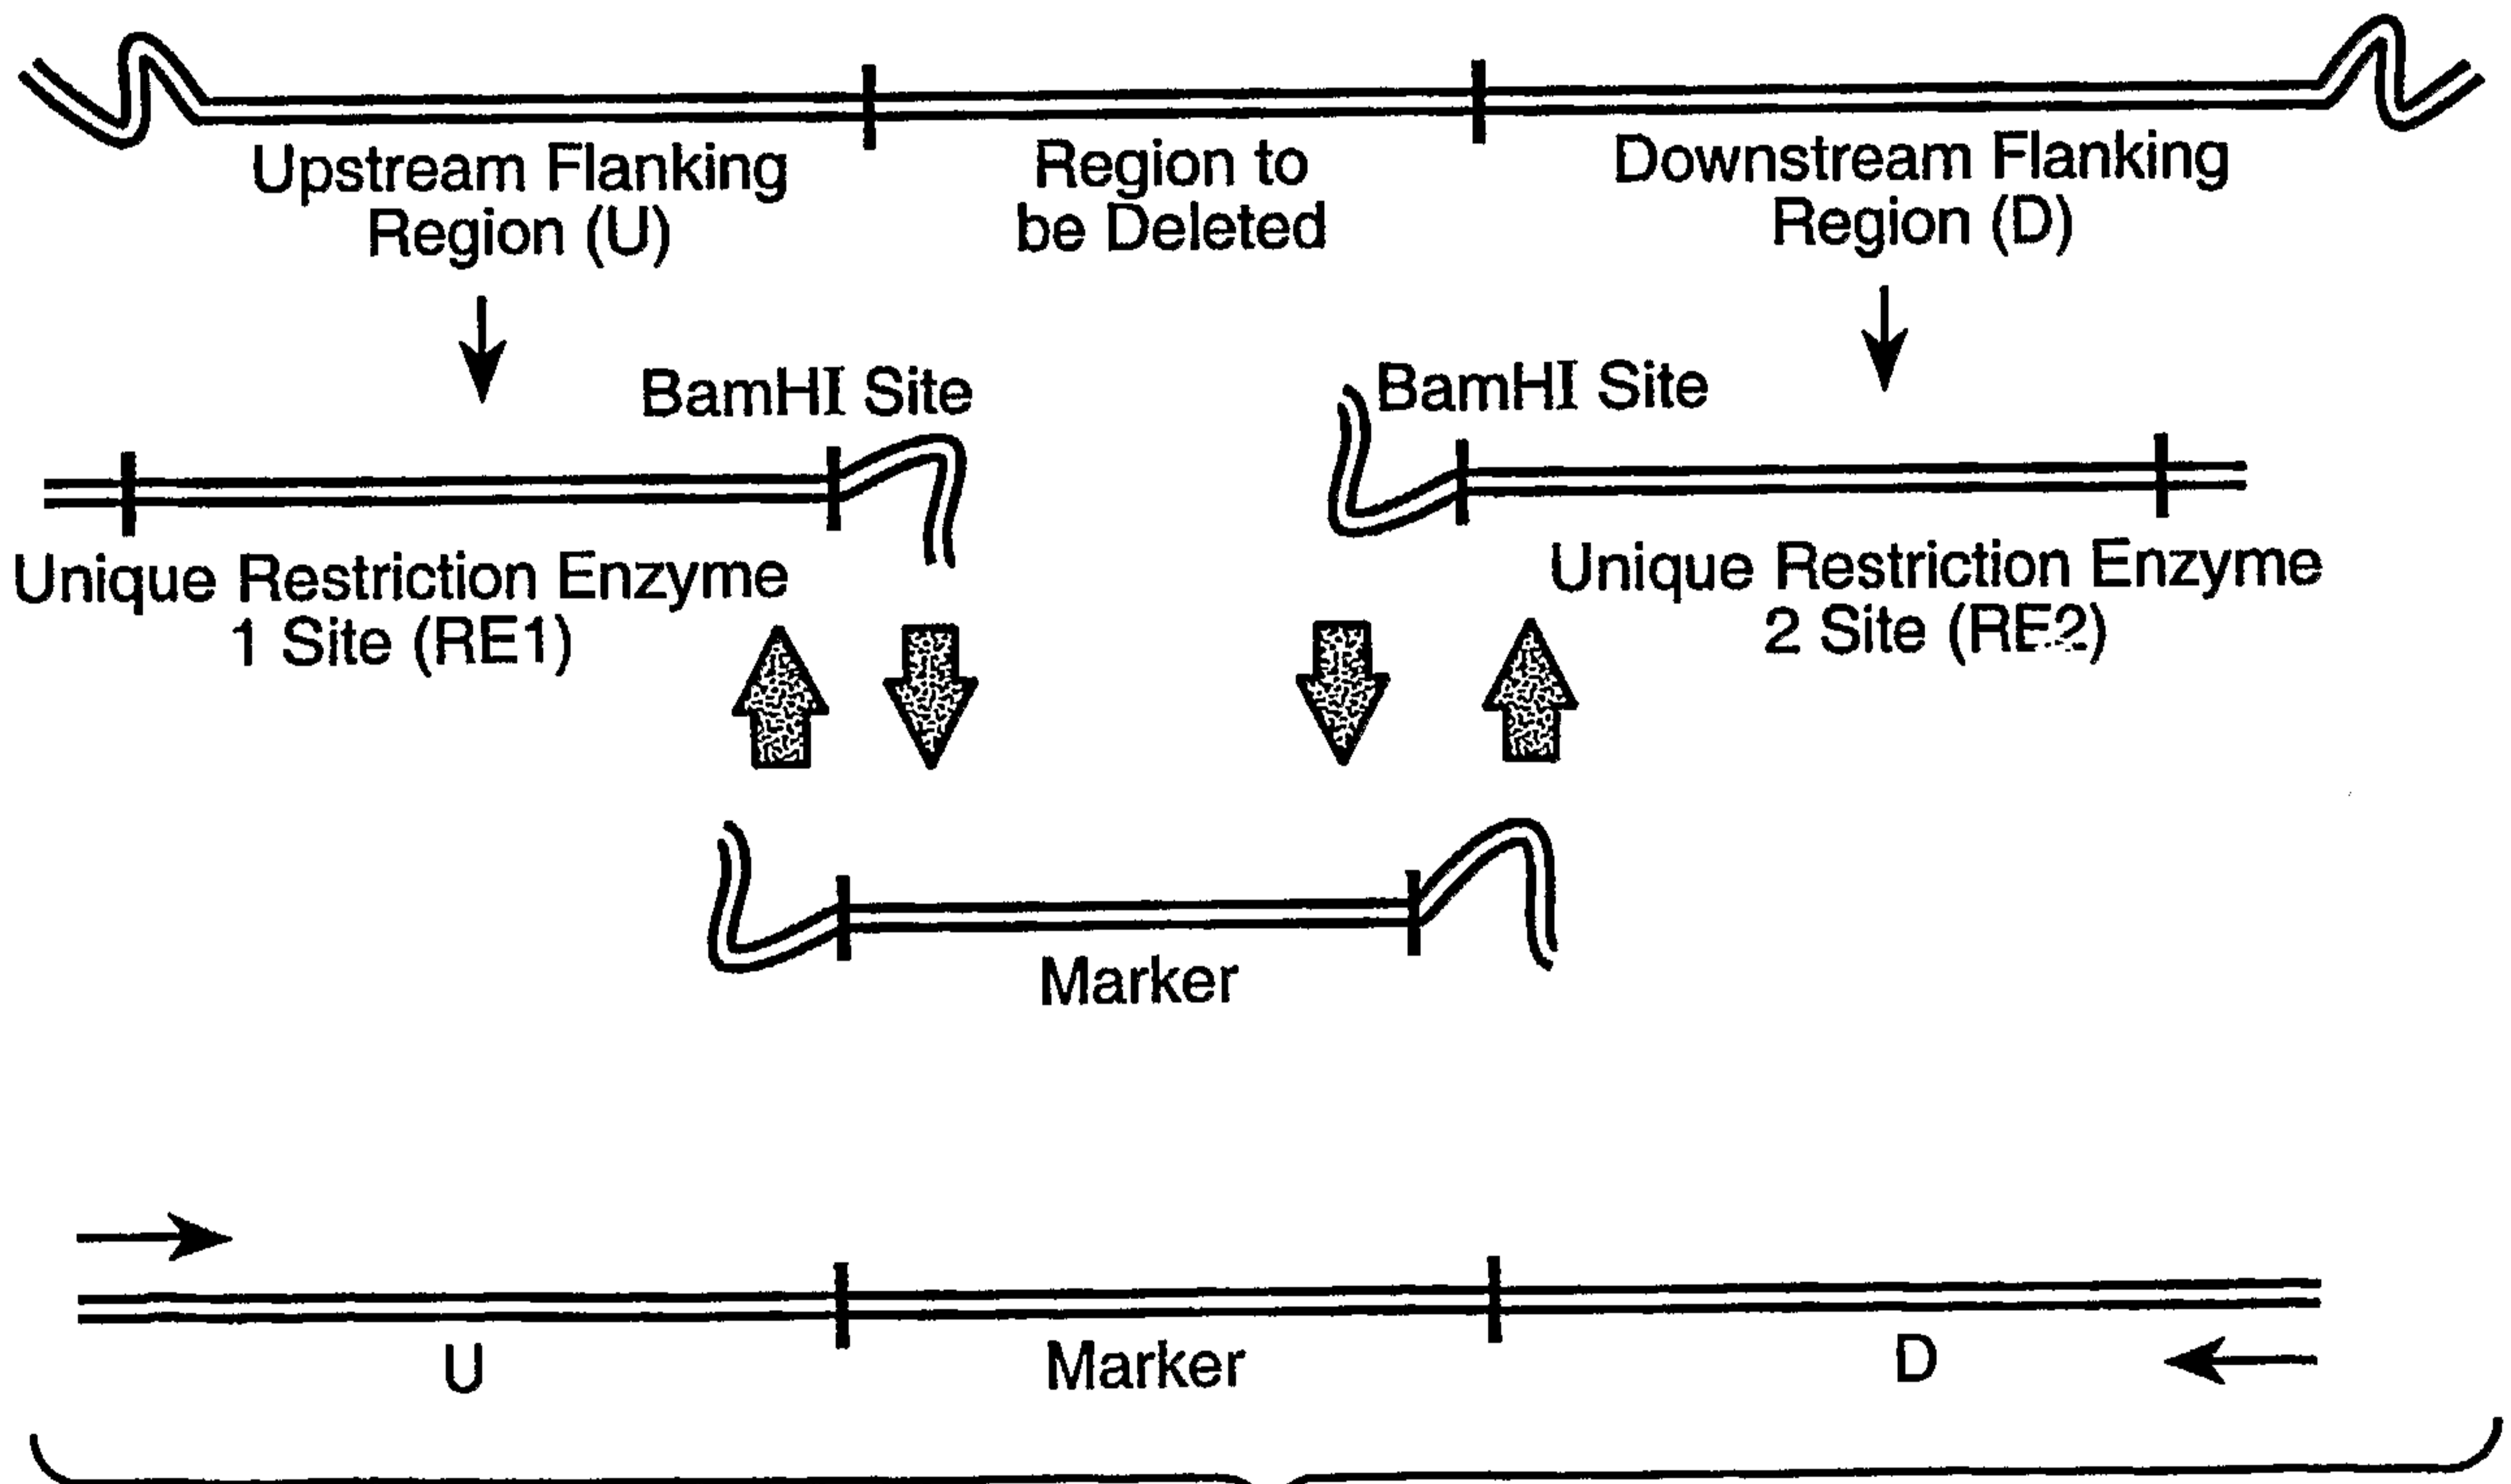 Upstream Flanking
Region (U)
Region to
be Deleted
Downstream Flanking
Region (D)
BamHI Site
BamHI Site
Unique Restriction Enzyme
1 Site (RE1)
Unique Restriction Enzyme
2 Site (RE2)
Marker
U
Marker
D